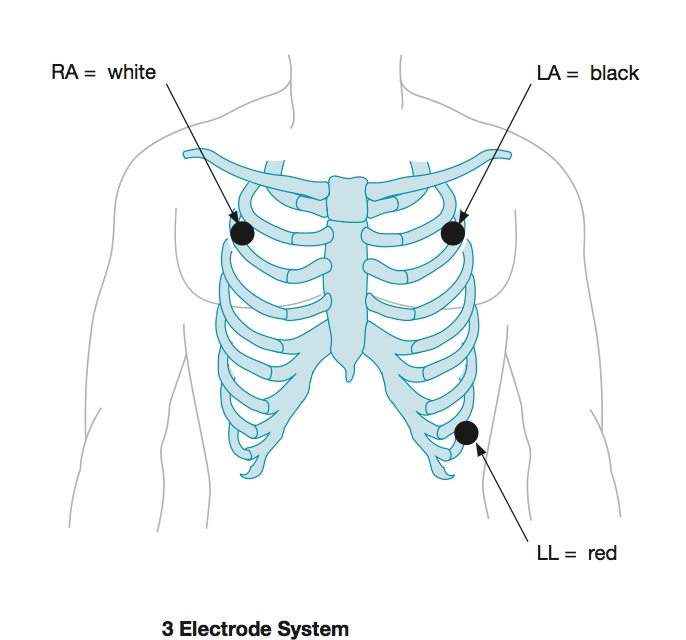 RA = white
LA = black
LL = red
3 Electrode System